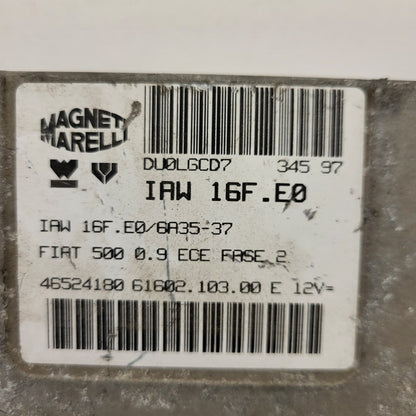 MAGNETI
MARELLI
DU0LGCD7 345 97
IAW 16F.E0
IAW 16F.E0/6A35-37
FIAT 500 0.9 ECE FASE 2
46524180 61602.103.00 E 12V=